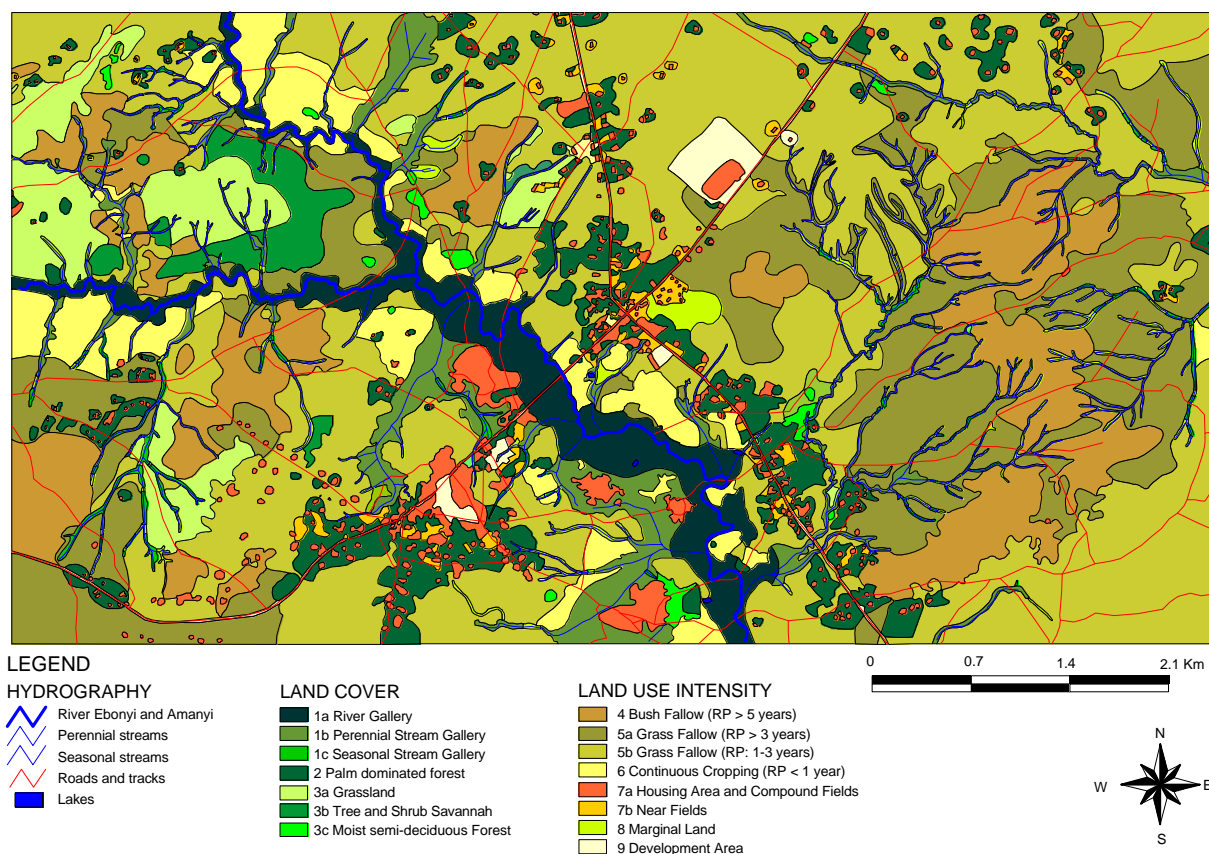 LEGEND
HYDROGRAPHY
River Ebonyi and Amanyi
Perennial streams
Seasonal streams
Roads and tracks
Lakes
LAND COVER
1a River Gallery
1b Perennial Stream Gallery
1c Seasonal Stream Gallery
2 Palm dominated forest
3a Grassland
3b Tree and Shrub Savannah
3c Moist semi-deciduous Forest
LAND USE INTENSITY
4 Bush Fallow (RP > 5 years)
5a Grass Fallow (RP > 3 years)
5b Grass Fallow (RP: 1-3 years)
6 Continuous Cropping (RP < 1 year)
7a Housing Area and Compound Fields
7b Near Fields
8 Marginal Land
9 Development Area
0 0.7 1.4 2.1 Km
N
W E
S